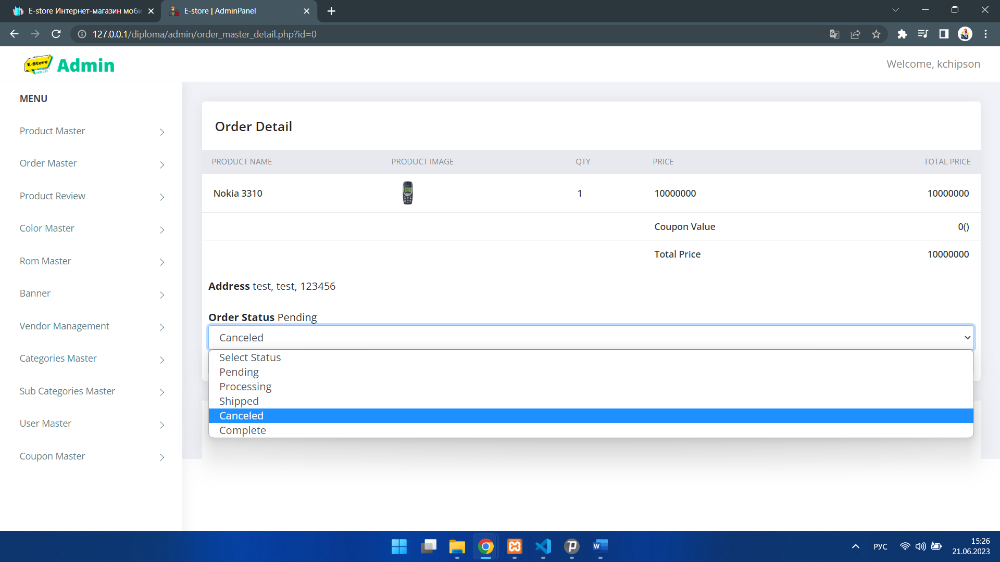 E-store Интернет-магазин моби
E-store | AdminPanel
127.0.0.1/diploma/admin/order_master_detail.php?id=0
E-Store Admin
Welcome, kchipson
MENU
Product Master
Order Master
Product Review
Color Master
Rom Master
Banner
Vendor Management
Categories Master
Sub Categories Master
User Master
Coupon Master
Order Detail
PRODUCT NAME PRODUCT IMAGE QTY PRICE TOTAL PRICE
Nokia 3310 1 10000000 10000000
Coupon Value 0()
Total Price 10000000
Address test, test, 123456
Order Status Pending
Canceled
Select Status
Pending
Processing
Shipped
Canceled
Complete
РУС
15:26
21.06.2023